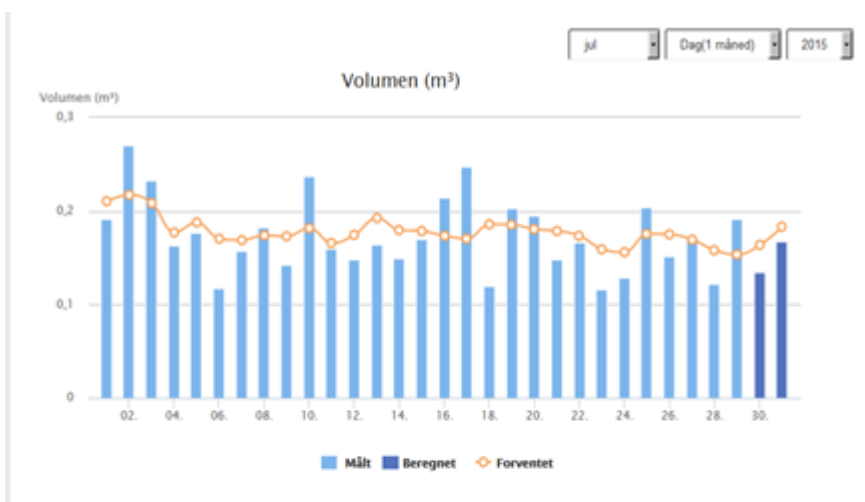 jul Dag(1 måned) 2015
Volumen (m³)
Volumen (m³)
0,3
0,2
0,1
0
02. 04. 06. 08. 10. 12. 14. 16. 18. 20. 22. 24. 26. 28. 30.
Målt Beregnet Forventet